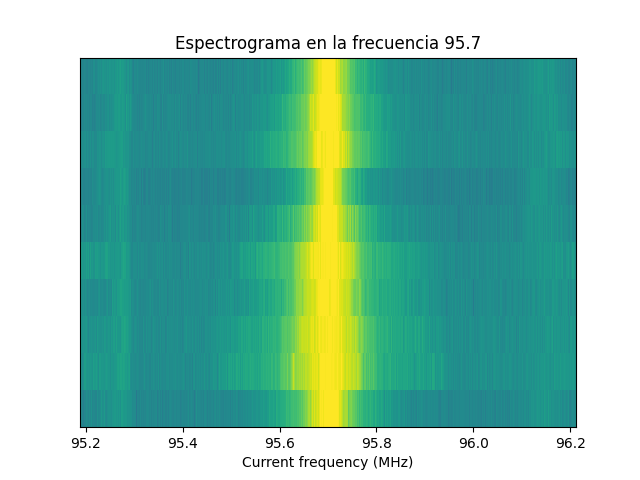 Espectrograma en la frecuencia 95.7
95.2 95.4 95.6 95.8 96.0 96.2
Current frequency (MHz)